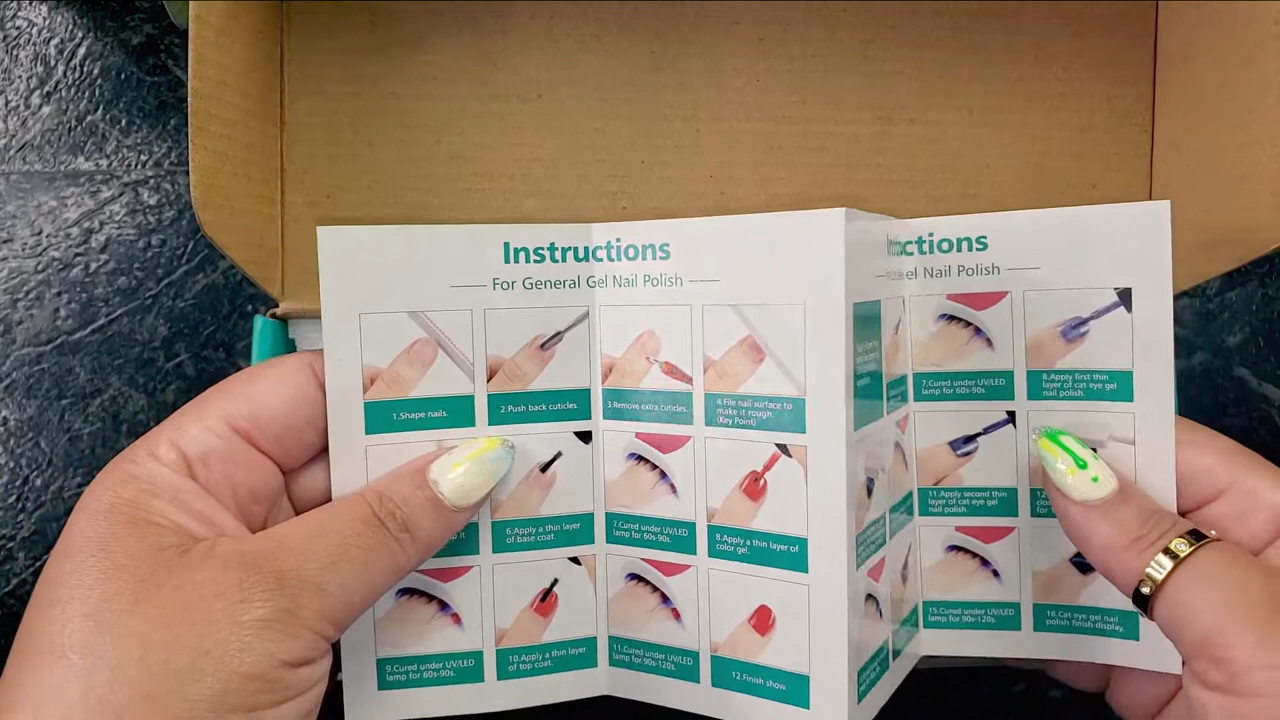 Instructions
For General Gel Nail Polish
1.Shape nails.
2.Push back cuticles.
3.Remove extra cuticles.
4.File nail surface to
make it rough.
(Key Point)
it
6.Apply a thin layer
of base coat.
7.Cured under UV/LED
lamp for 60s-90s.
8.Apply a thin layer of
color gel.
9.Cured under UV/LED
lamp for 60s-90s.
10.Apply a thin layer
of top coat.
11.Cured under UV/LED
lamp for 90s-120s.
12.Finish show.
ctions
el Nail Polish
7.Cured under UV/LED
lamp for 60s-90s.
8.Apply first thin
layer of cat eye gel
nail polish.
11.Apply second thin
layer of cat eye gel
nail polish.
12
clo
for
15.Cured under UV/LED
lamp for 90s-120s.
16.Cat eye gel nail
polish finish display.